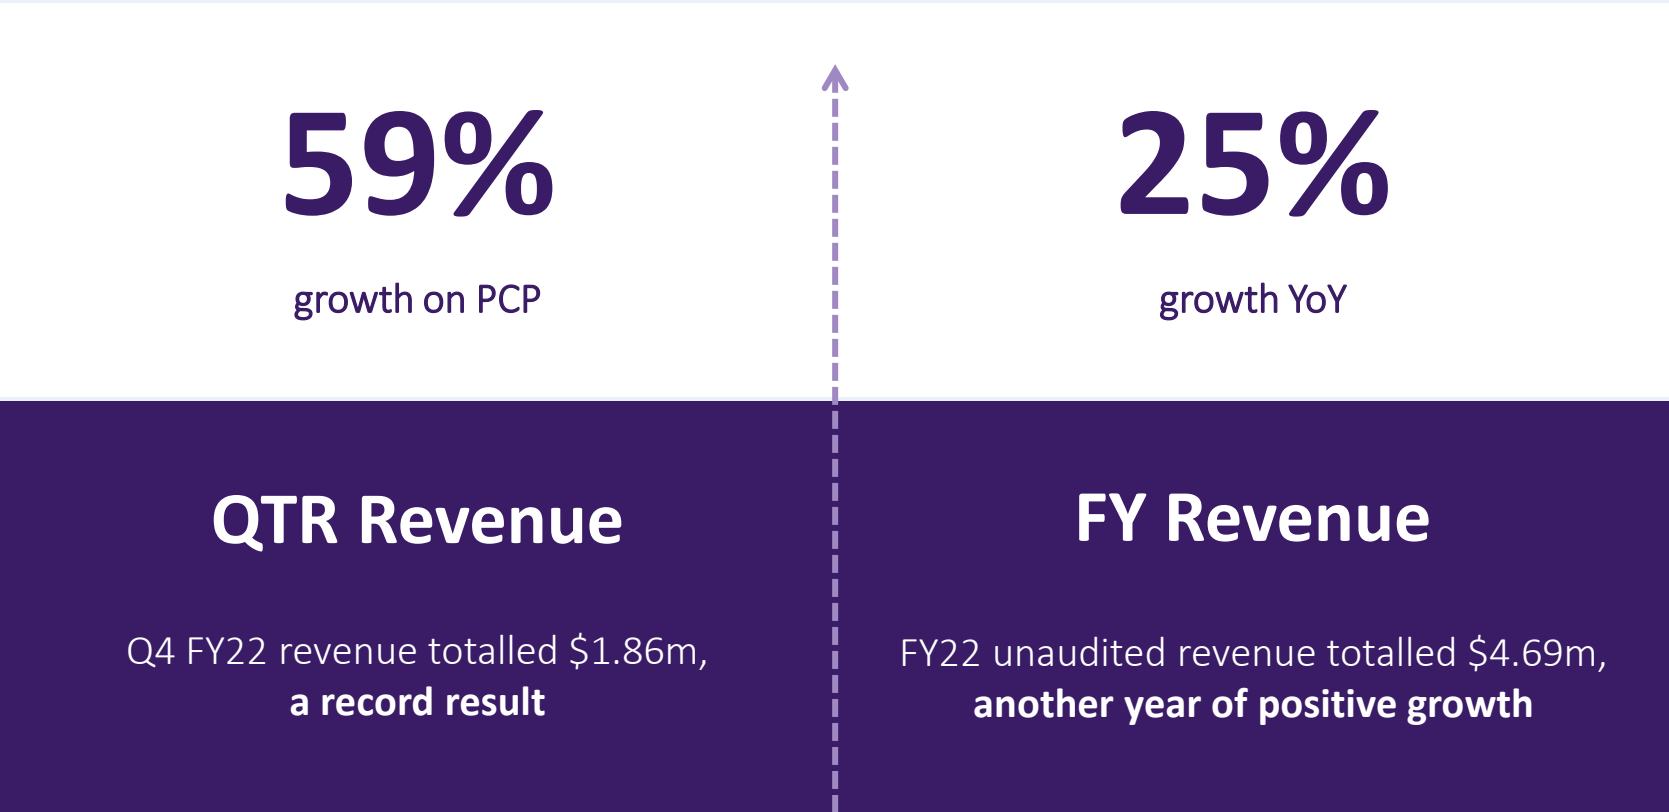 59%
growth on PCP
QTR Revenue
Q4 FY22 revenue totalled $1.86m,
a record result
25%
growth YoY
FY Revenue
FY22 unaudited revenue totalled $4.69m,
another year of positive growth